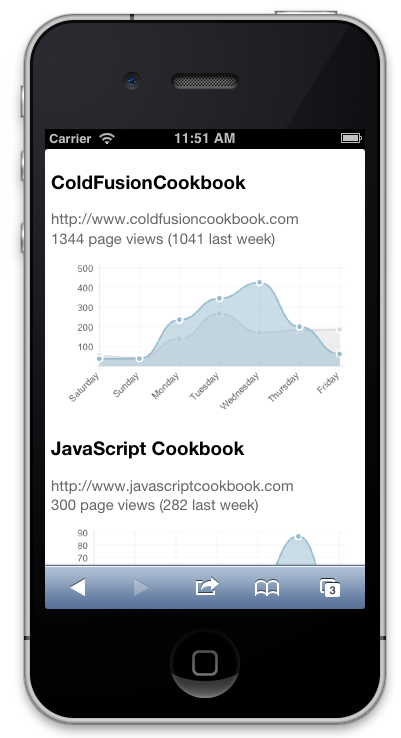 Carrier 11:51 AM
ColdFusionCookbook
http://www.coldfusioncookbook.com
1344 page views (1041 last week)
500
400
300
200
100
Saturday Sunday Monday Tuesday Wednesday Thursday Friday
JavaScript Cookbook
http://www.javascriptcookbook.com
300 page views (282 last week)
90
80
70
3